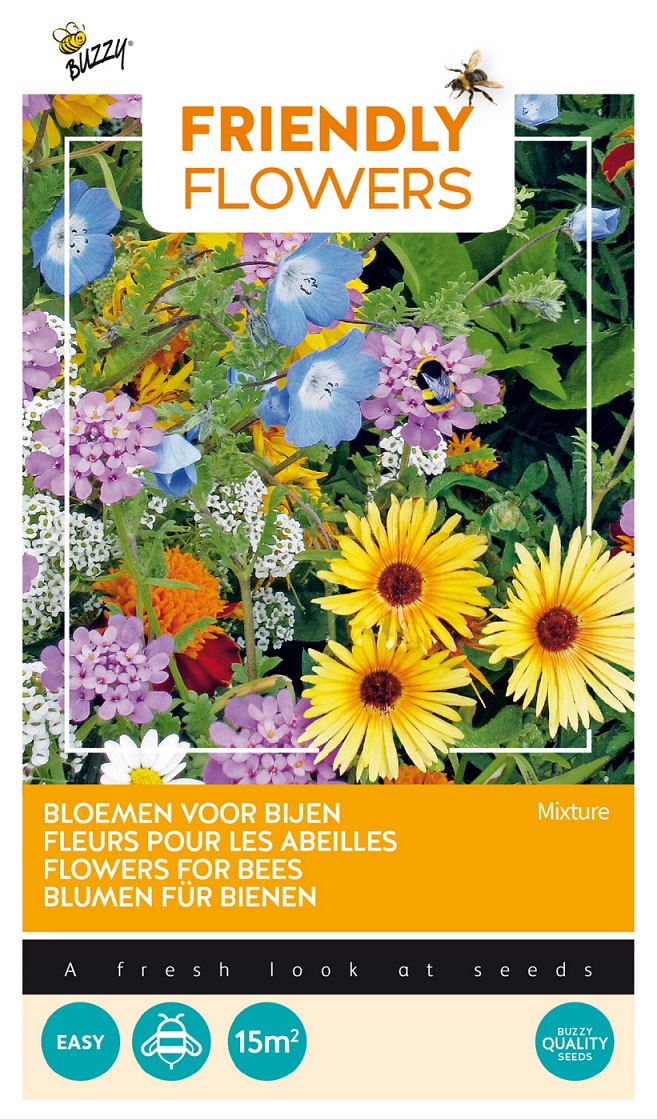 BUZZY®
FRIENDLY
FLOWERS
BLOEMEN VOOR BIJEN
Mixture
FLEURS POUR LES ABEILLES
FLOWERS FOR BEES
BLUMEN FÜR BIENEN
A fresh look at seeds
EASY
15m²
BUZZY
QUALITY
SEEDS